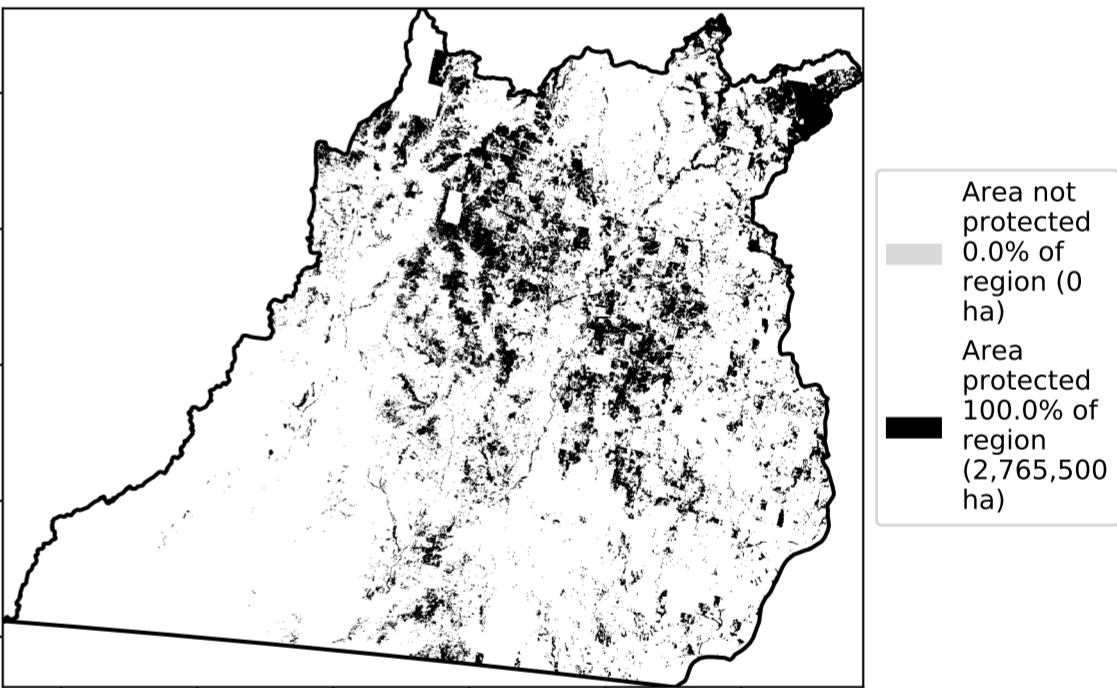 Area not
protected
0.0% of
region (0
ha)
Area
protected
100.0% of
region
(2,765,500
ha)